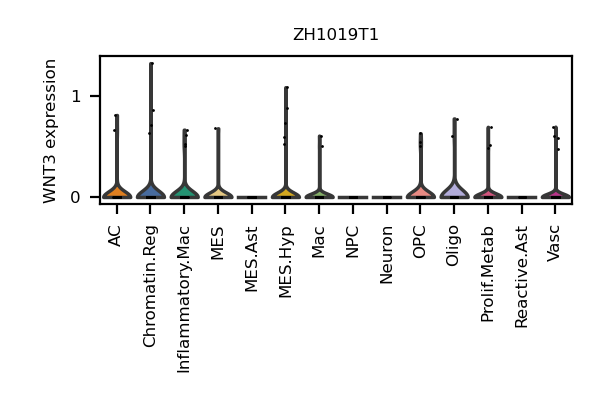 ZH1019T1
WNT3 expression
1
0
AC
Chromatin.Reg
Inflammatory.Mac
MES
MES.Ast
MES.Hyp
Mac
NPC
Neuron
OPC
Oligo
Prolif.Metab
Reactive.Ast
Vasc